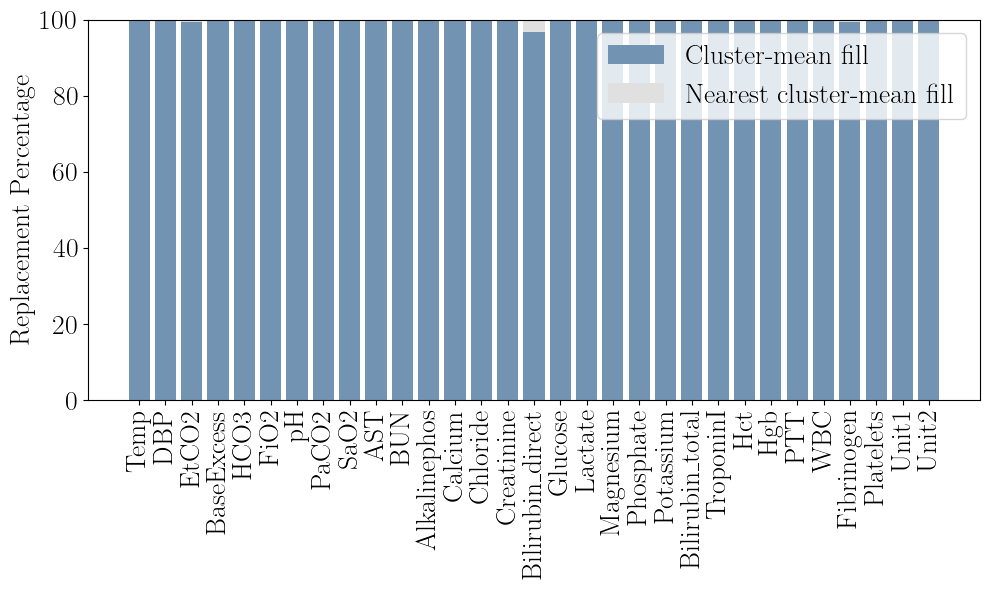 Replacement Percentage
100
80
60
40
20
0
Cluster-mean fill
Nearest cluster-mean fill
Temp
DBP
EtCO2
BaseExcess
HCO3
FiO2
pH
PaCO2
SaO2
AST
BUN
Alkalinephos
Calcium
Chloride
Creatinine
Bilirubin_direct
Glucose
Lactate
Magnesium
Phosphate
Potassium
Bilirubin_total
TroponinI
Hct
Hgb
PTT
WBC
Fibrinogen
Platelets
Unit1
Unit2